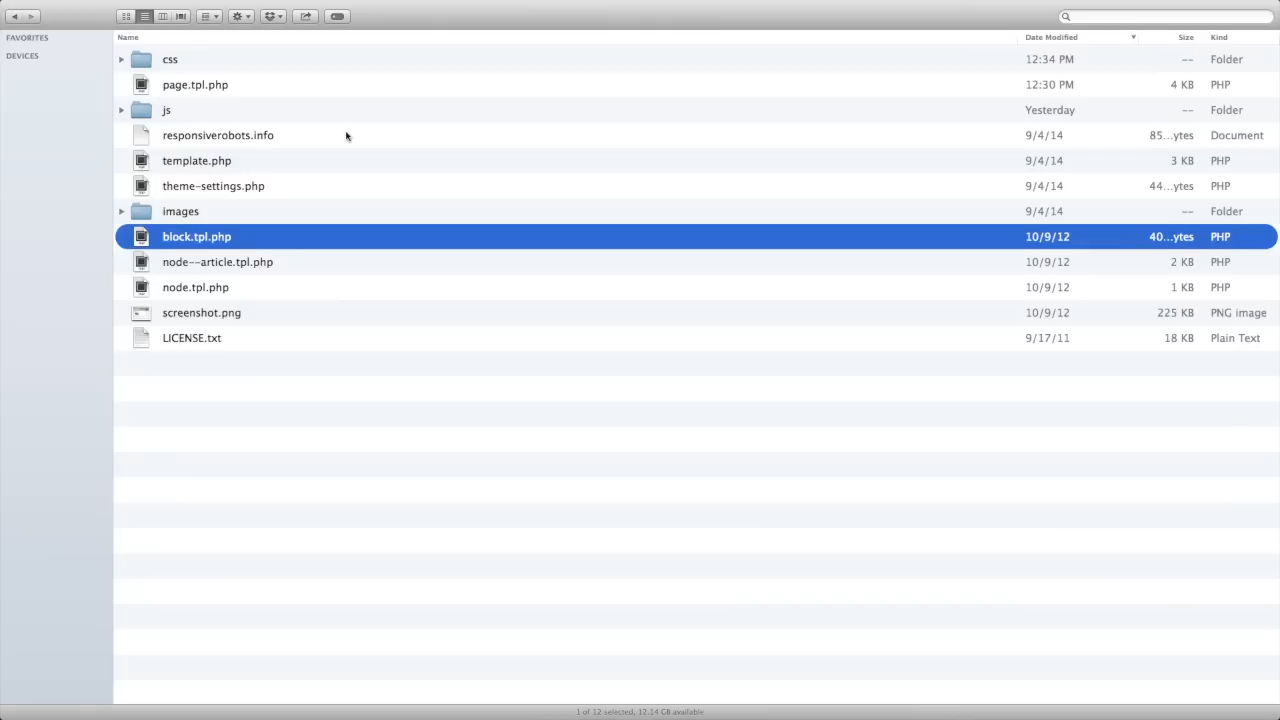 FAVORITES
DEVICES
Name Date Modified Size Kind
css 12:34 PM -- Folder
page.tpl.php 12:30 PM 4 KB PHP
js Yesterday -- Folder
responsiverobots.info 9/4/14 85...ytes Document
template.php 9/4/14 3 KB PHP
theme-settings.php 9/4/14 44...ytes PHP
images 9/4/14 -- Folder
block.tpl.php 10/9/12 40...ytes PHP
node--article.tpl.php 10/9/12 2 KB PHP
node.tpl.php 10/9/12 1 KB PHP
screenshot.png 10/9/12 225 KB PNG image
LICENSE.txt 9/17/11 18 KB Plain Text
1 of 12 selected, 12.14 GB available